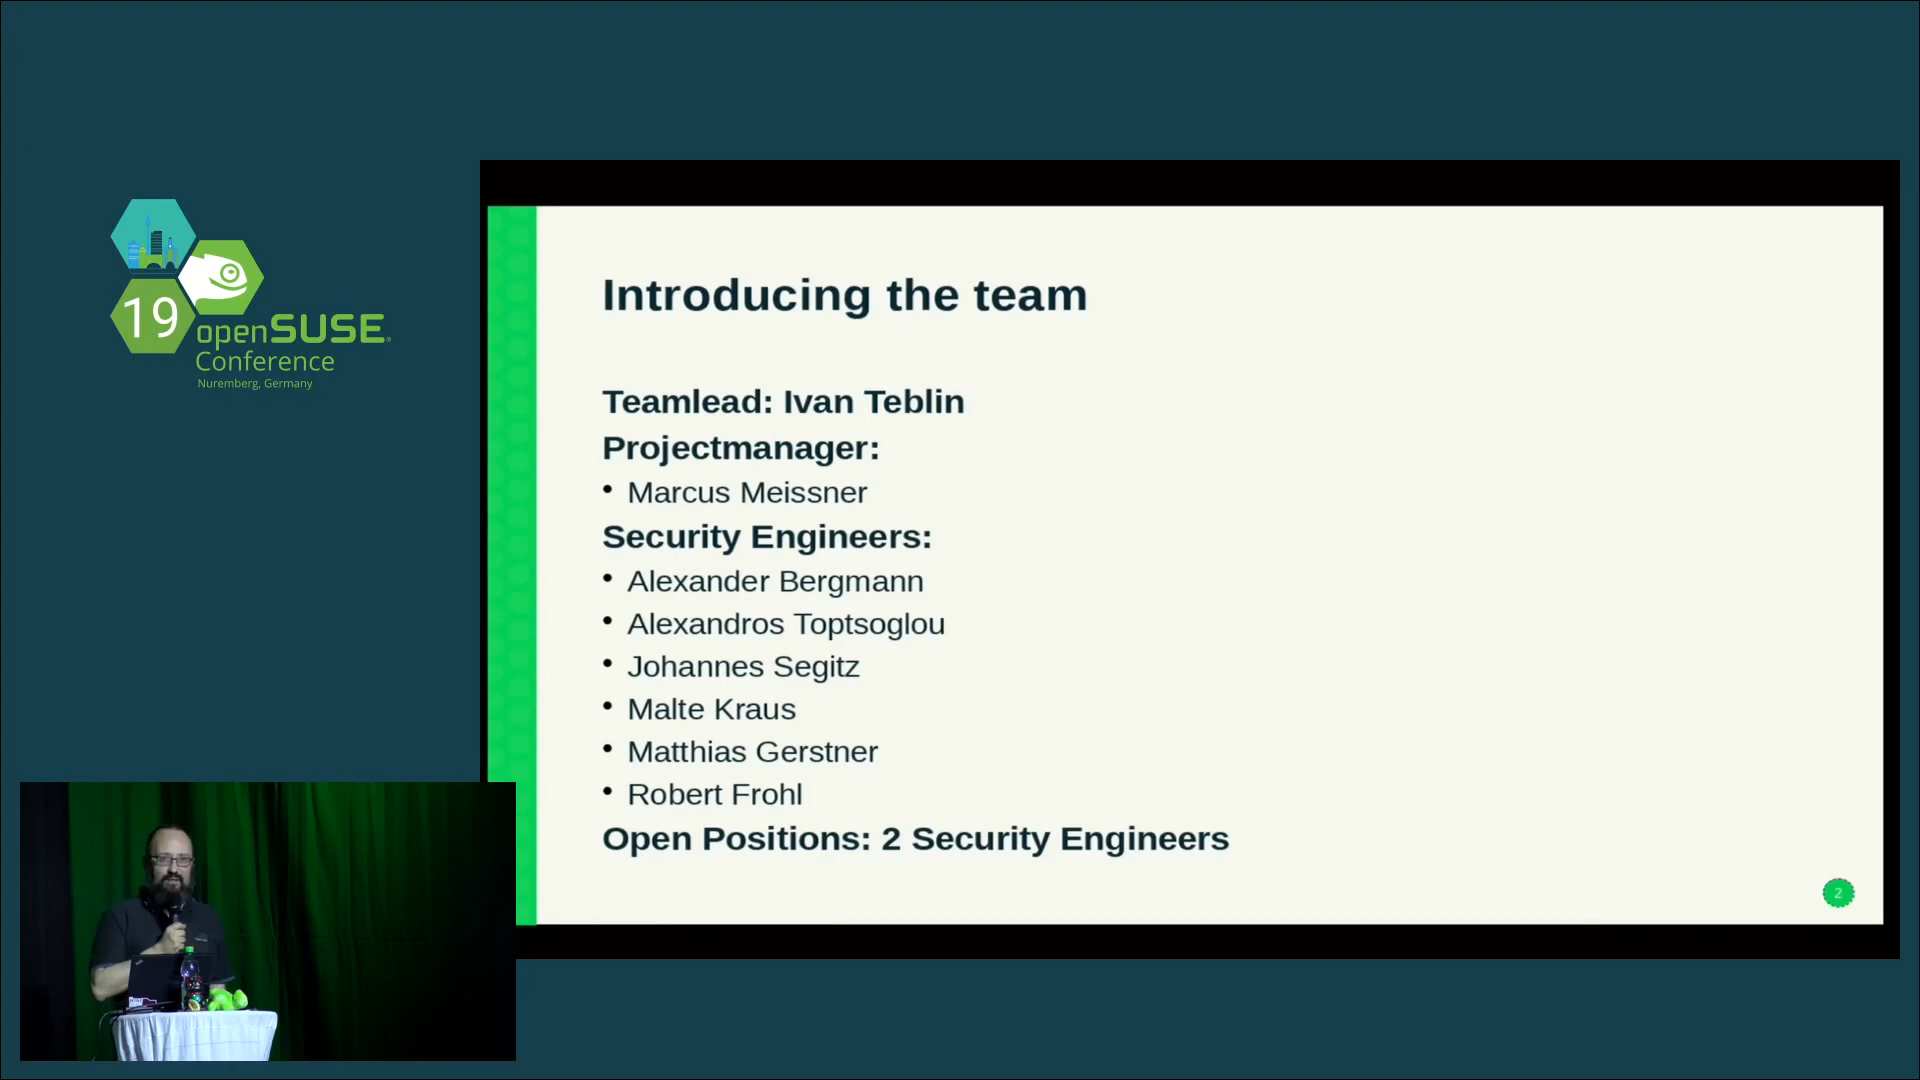 19
openSUSE
Conference
Nuremberg, Germany
Introducing the team
Teamlead: Ivan Teblin
Projectmanager:
• Marcus Meissner
Security Engineers:
• Alexander Bergmann
• Alexandros Toptsoglou
• Johannes Segitz
• Malte Kraus
• Matthias Gerstner
• Robert Frohl
Open Positions: 2 Security Engineers
2